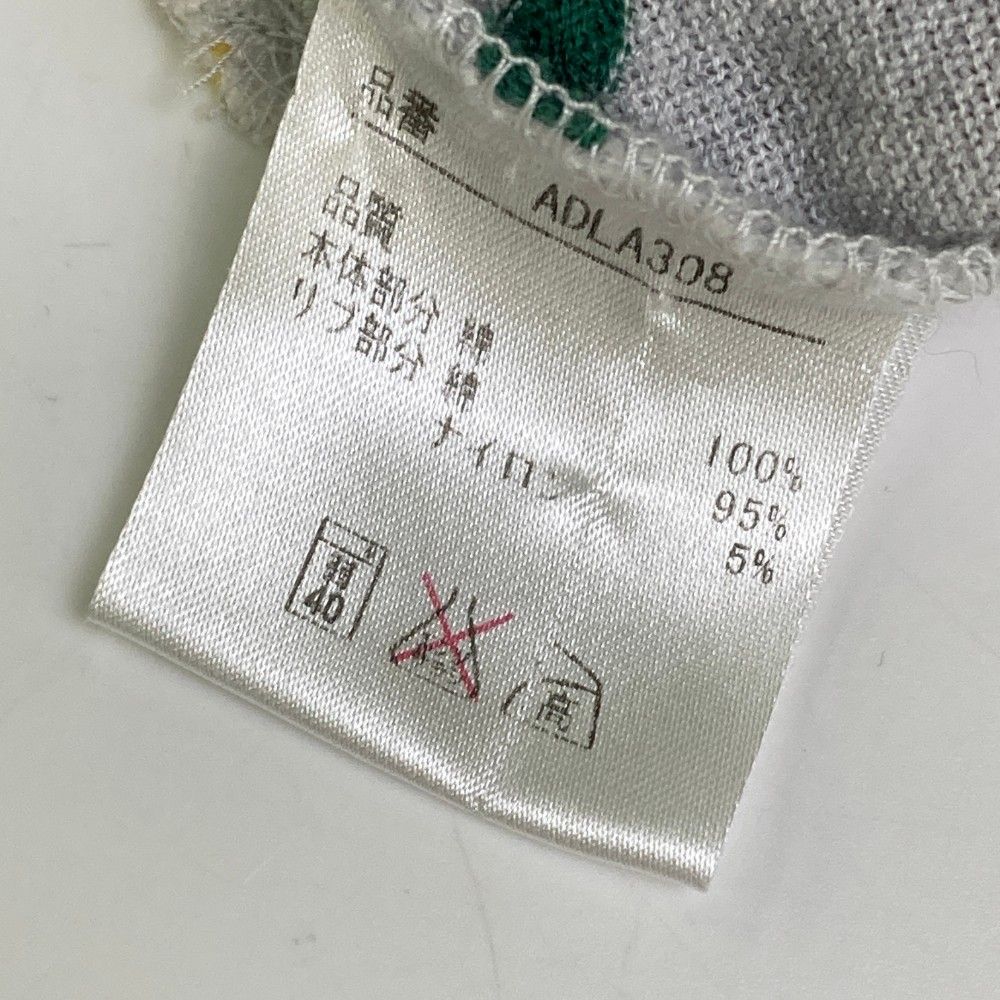 品番
ADLA308
品質
本体部分 綿 100%
リブ部分 綿 95%
ナイロン 5%
弱
40
高